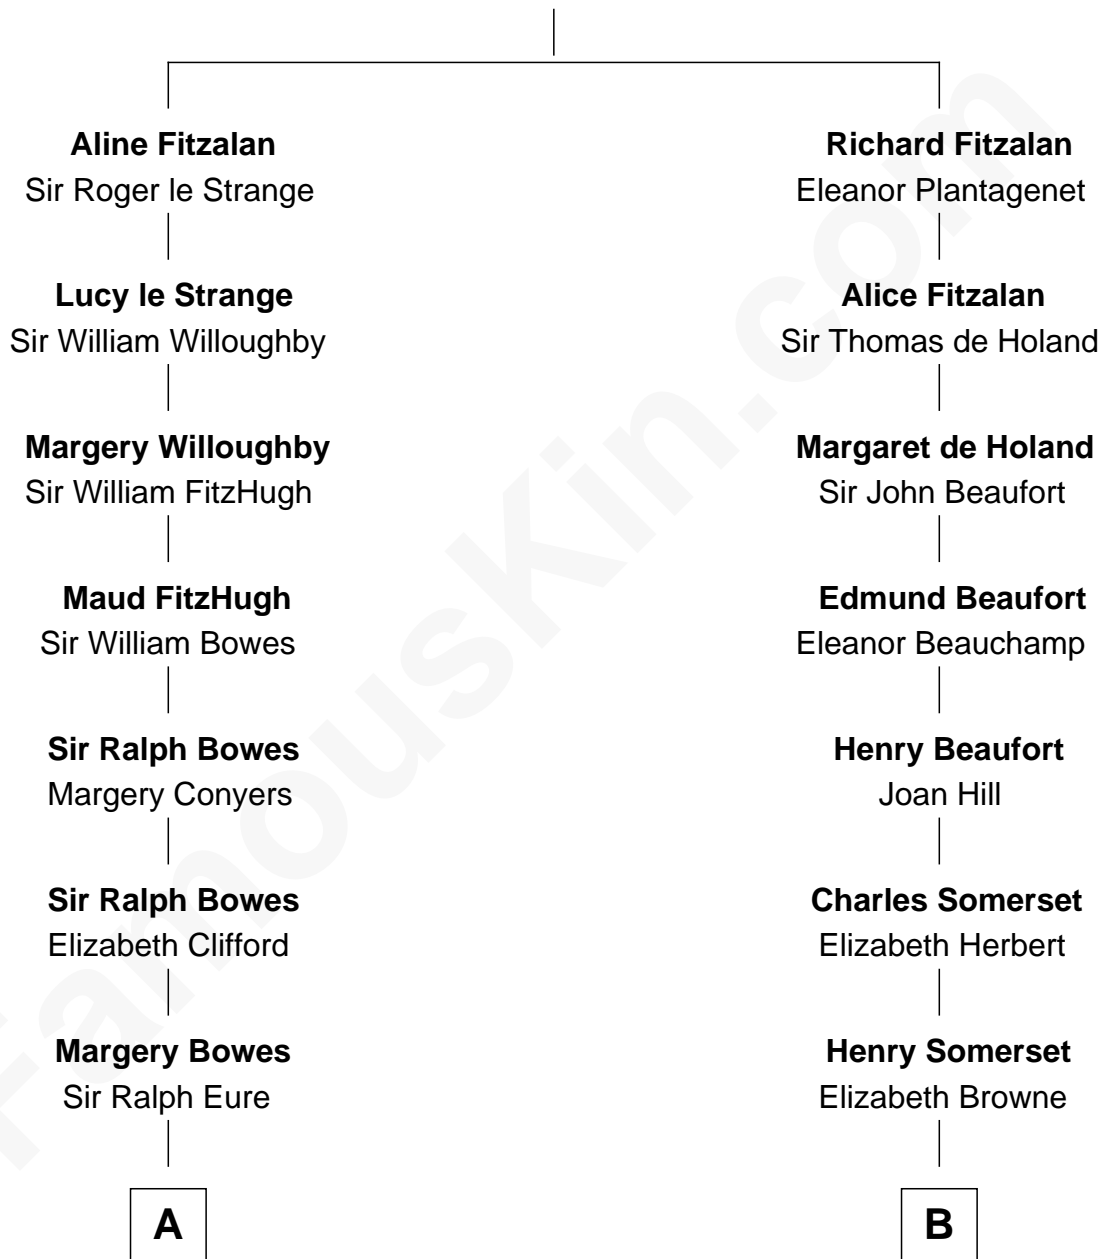 Aline Fitzalan
Sir Roger le Strange
Richard Fitzalan
Eleanor Plantagenet
Lucy le Strange
Sir William Willoughby
Alice Fitzalan
Sir Thomas de Holand
Margery Willoughby
Sir William FitzHugh
Margaret de Holand
Sir John Beaufort
Maud FitzHugh
Sir William Bowes
Edmund Beaufort
Eleanor Beauchamp
Sir Ralph Bowes
Margery Conyers
Henry Beaufort
Joan Hill
Sir Ralph Bowes
Elizabeth Clifford
Charles Somerset
Elizabeth Herbert
Margery Bowes
Sir Ralph Eure
Henry Somerset
Elizabeth Browne
A
B
FamousKin.com